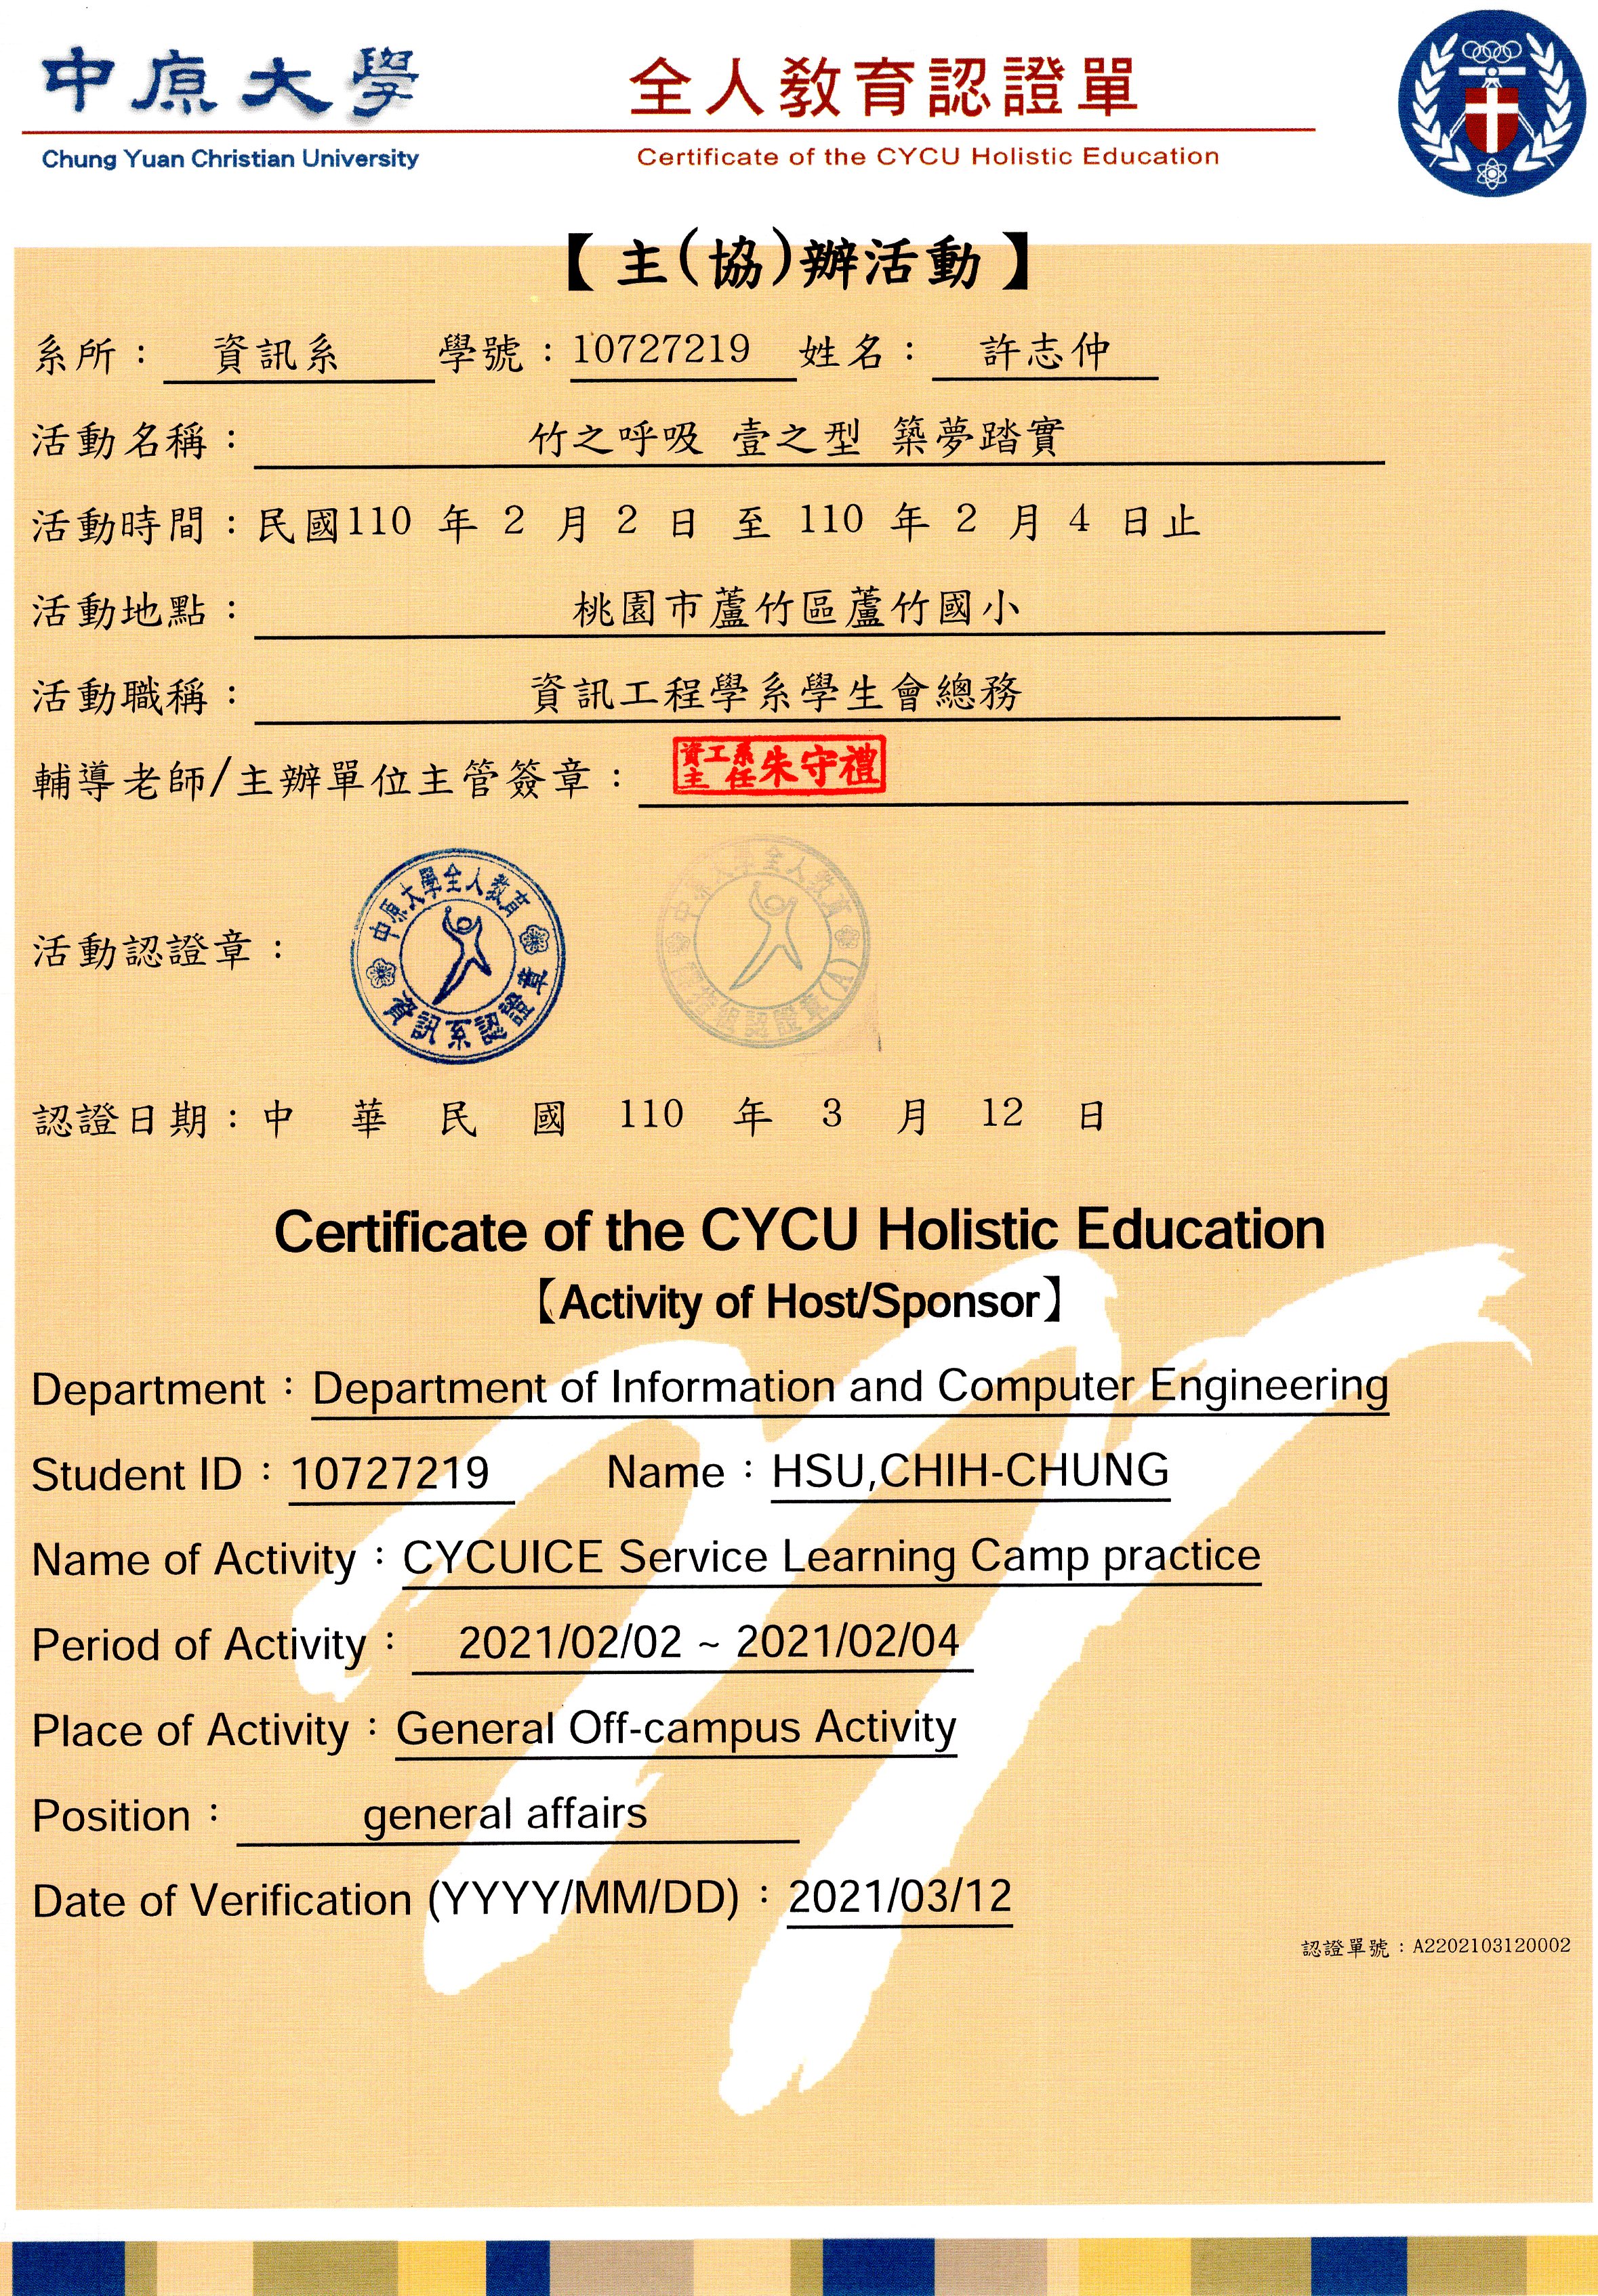 中原大學
全人教育認證單
Chung Yuan Christian University
Certificate of the CYCU Holistic Education
【主(協)辦活動】
系所：資訊系 學號：10727219 姓名：許志仲
活動名稱：竹之呼吸 壹之型 築夢踏實
活動時間：民國110 年 2 月 2 日 至 110 年 2 月 4 日止
活動地點：桃園市蘆竹區蘆竹國小
活動職稱：資訊工程學系學生會總務
輔導老師/主辦單位主管簽章：資工系主任朱守禮
活動認證章：
中原大學全人教育
資訊系認證章
中原大學全人教育
認證章(A)
認證日期：中 華 民 國 110 年 3 月 12 日
Certificate of the CYCU Holistic Education
【Activity of Host/Sponsor】
Department：Department of Information and Computer Engineering
Student ID：10727219 Name：HSU,CHIH-CHUNG
Name of Activity：CYCUICE Service Learning Camp practice
Period of Activity：2021/02/02 ~ 2021/02/04
Place of Activity：General Off-campus Activity
Position：general affairs
Date of Verification (YYYY/MM/DD)：2021/03/12
認證單號：A2202103120002